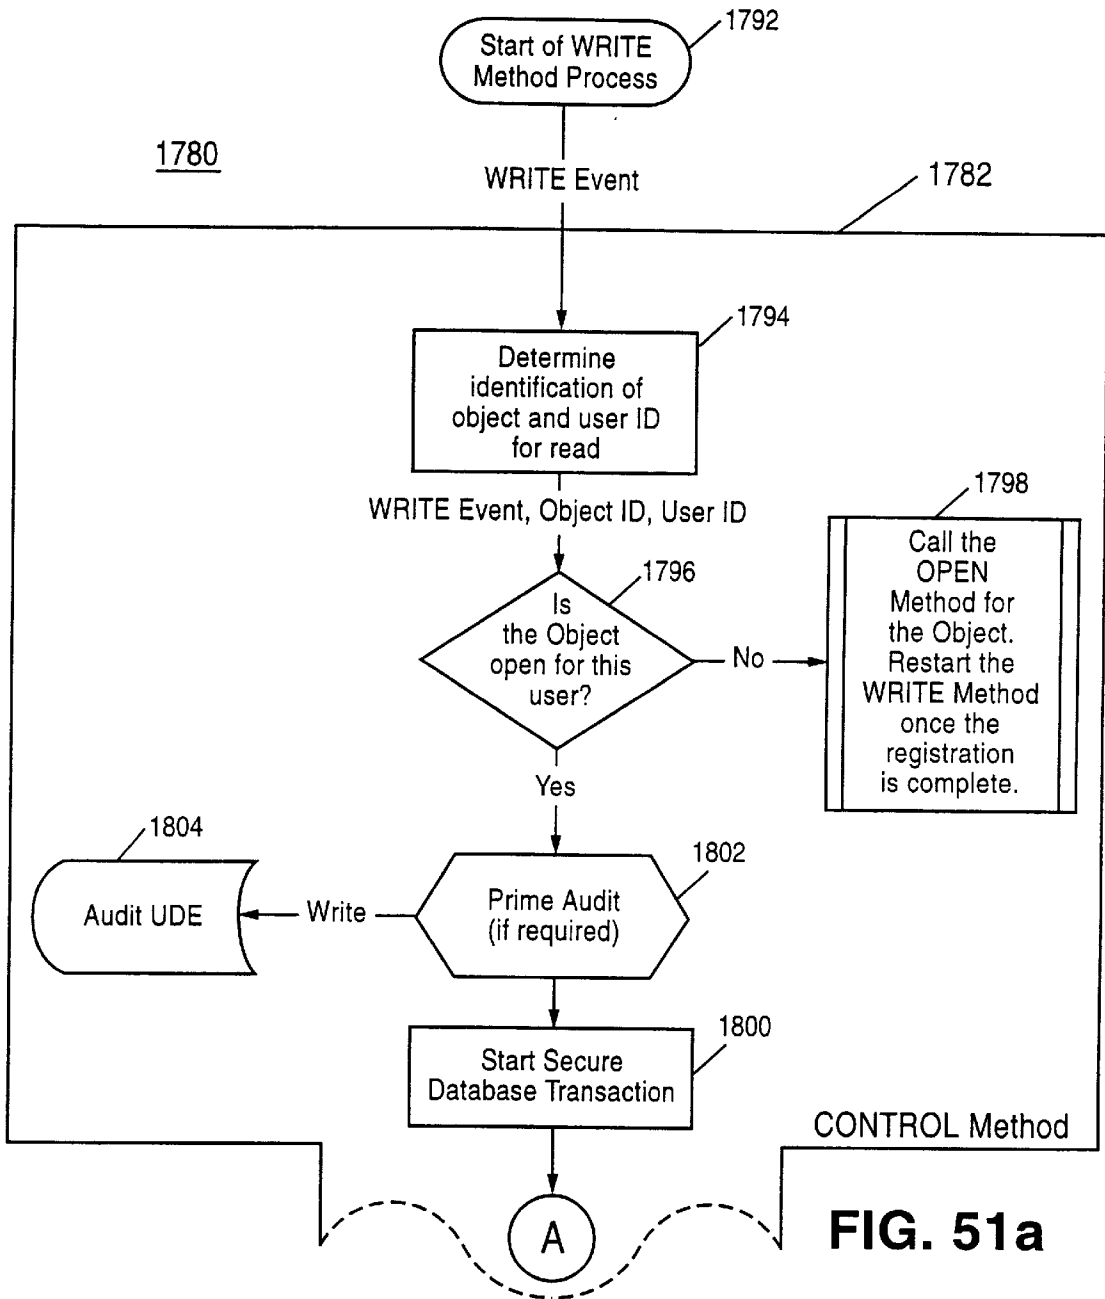 1792
Start of WRITE
Method Process
1780
WRITE Event
1782
1794
Determine
identification of
object and user ID
for read
WRITE Event, Object ID, User ID
1798
Call the
OPEN
Method for
the Object.
Restart the
WRITE Method
once the
registration
is complete.
1796
Is
the Object
open for this
user?
No
Yes
1804
Audit UDE
Write
1802
Prime Audit
(if required)
1800
Start Secure
Database Transaction
CONTROL Method
A
FIG. 51a